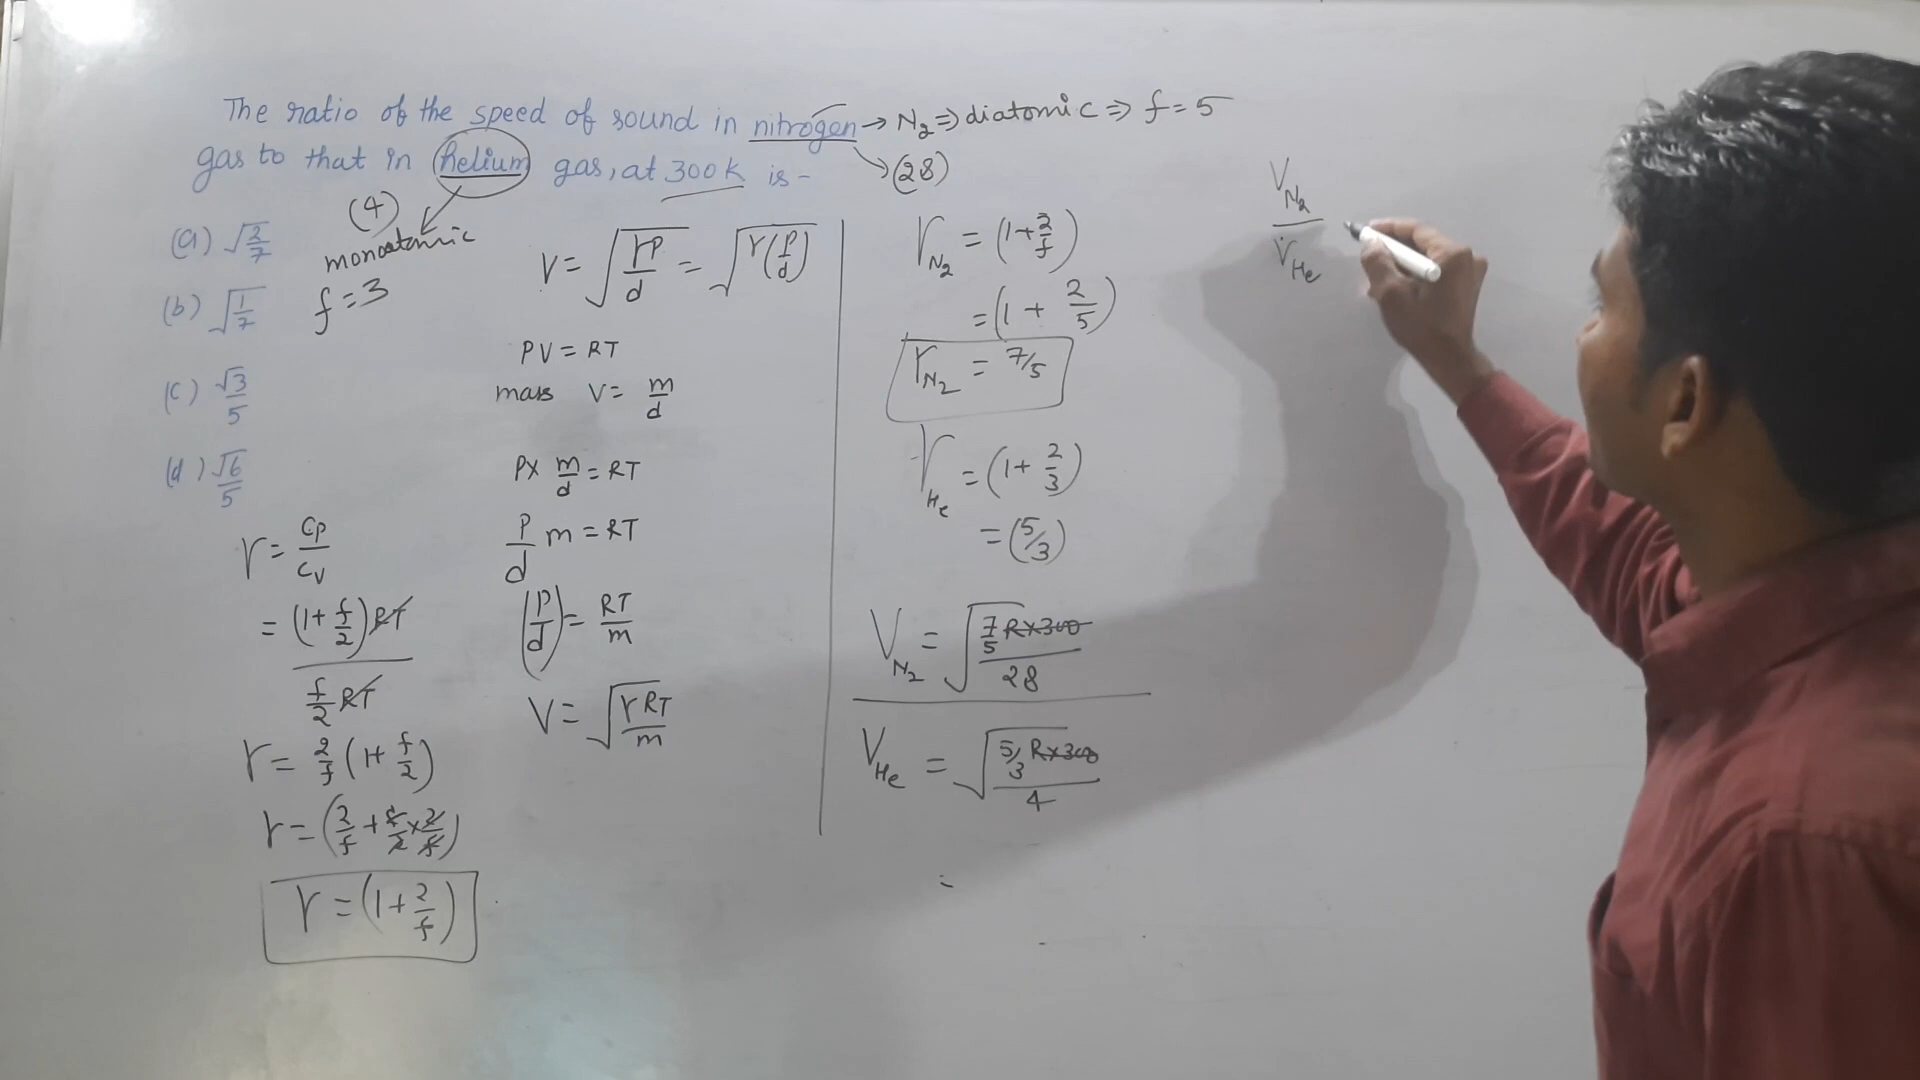 The ratio of the speed of sound in nitrogen → N₂ ⇒ diatomic ⇒ f = 5
gas to that in helium gas, at 300 K is – → (28)
(a) √(2/7)
(b) √(1/7)
(c) √3/5
(d) √6/5
(4)
monoatomic
f = 3
γ = Cp/Cv
= (1 + f/2) RT
f/2 RT
γ = 2/f (1 + f/2)
γ = (2/f + f/2 × 2/f)
γ = (1 + 2/f)
V = √(γP/d) = √(γ(P/d))
PV = RT
mass V = m/d
P × m/d = RT
P/d m = RT
(P/d) = RT/m
V = √(γRT/m)
γN₂ = (1 + 2/f)
= (1 + 2/5)
γN₂ = 7/5
γHe = (1 + 2/3)
= (5/3)
VN₂ = √(7/5 R×300 / 28)
VHe = √(5/3 R×300 / 4)
=
VN₂
VHe